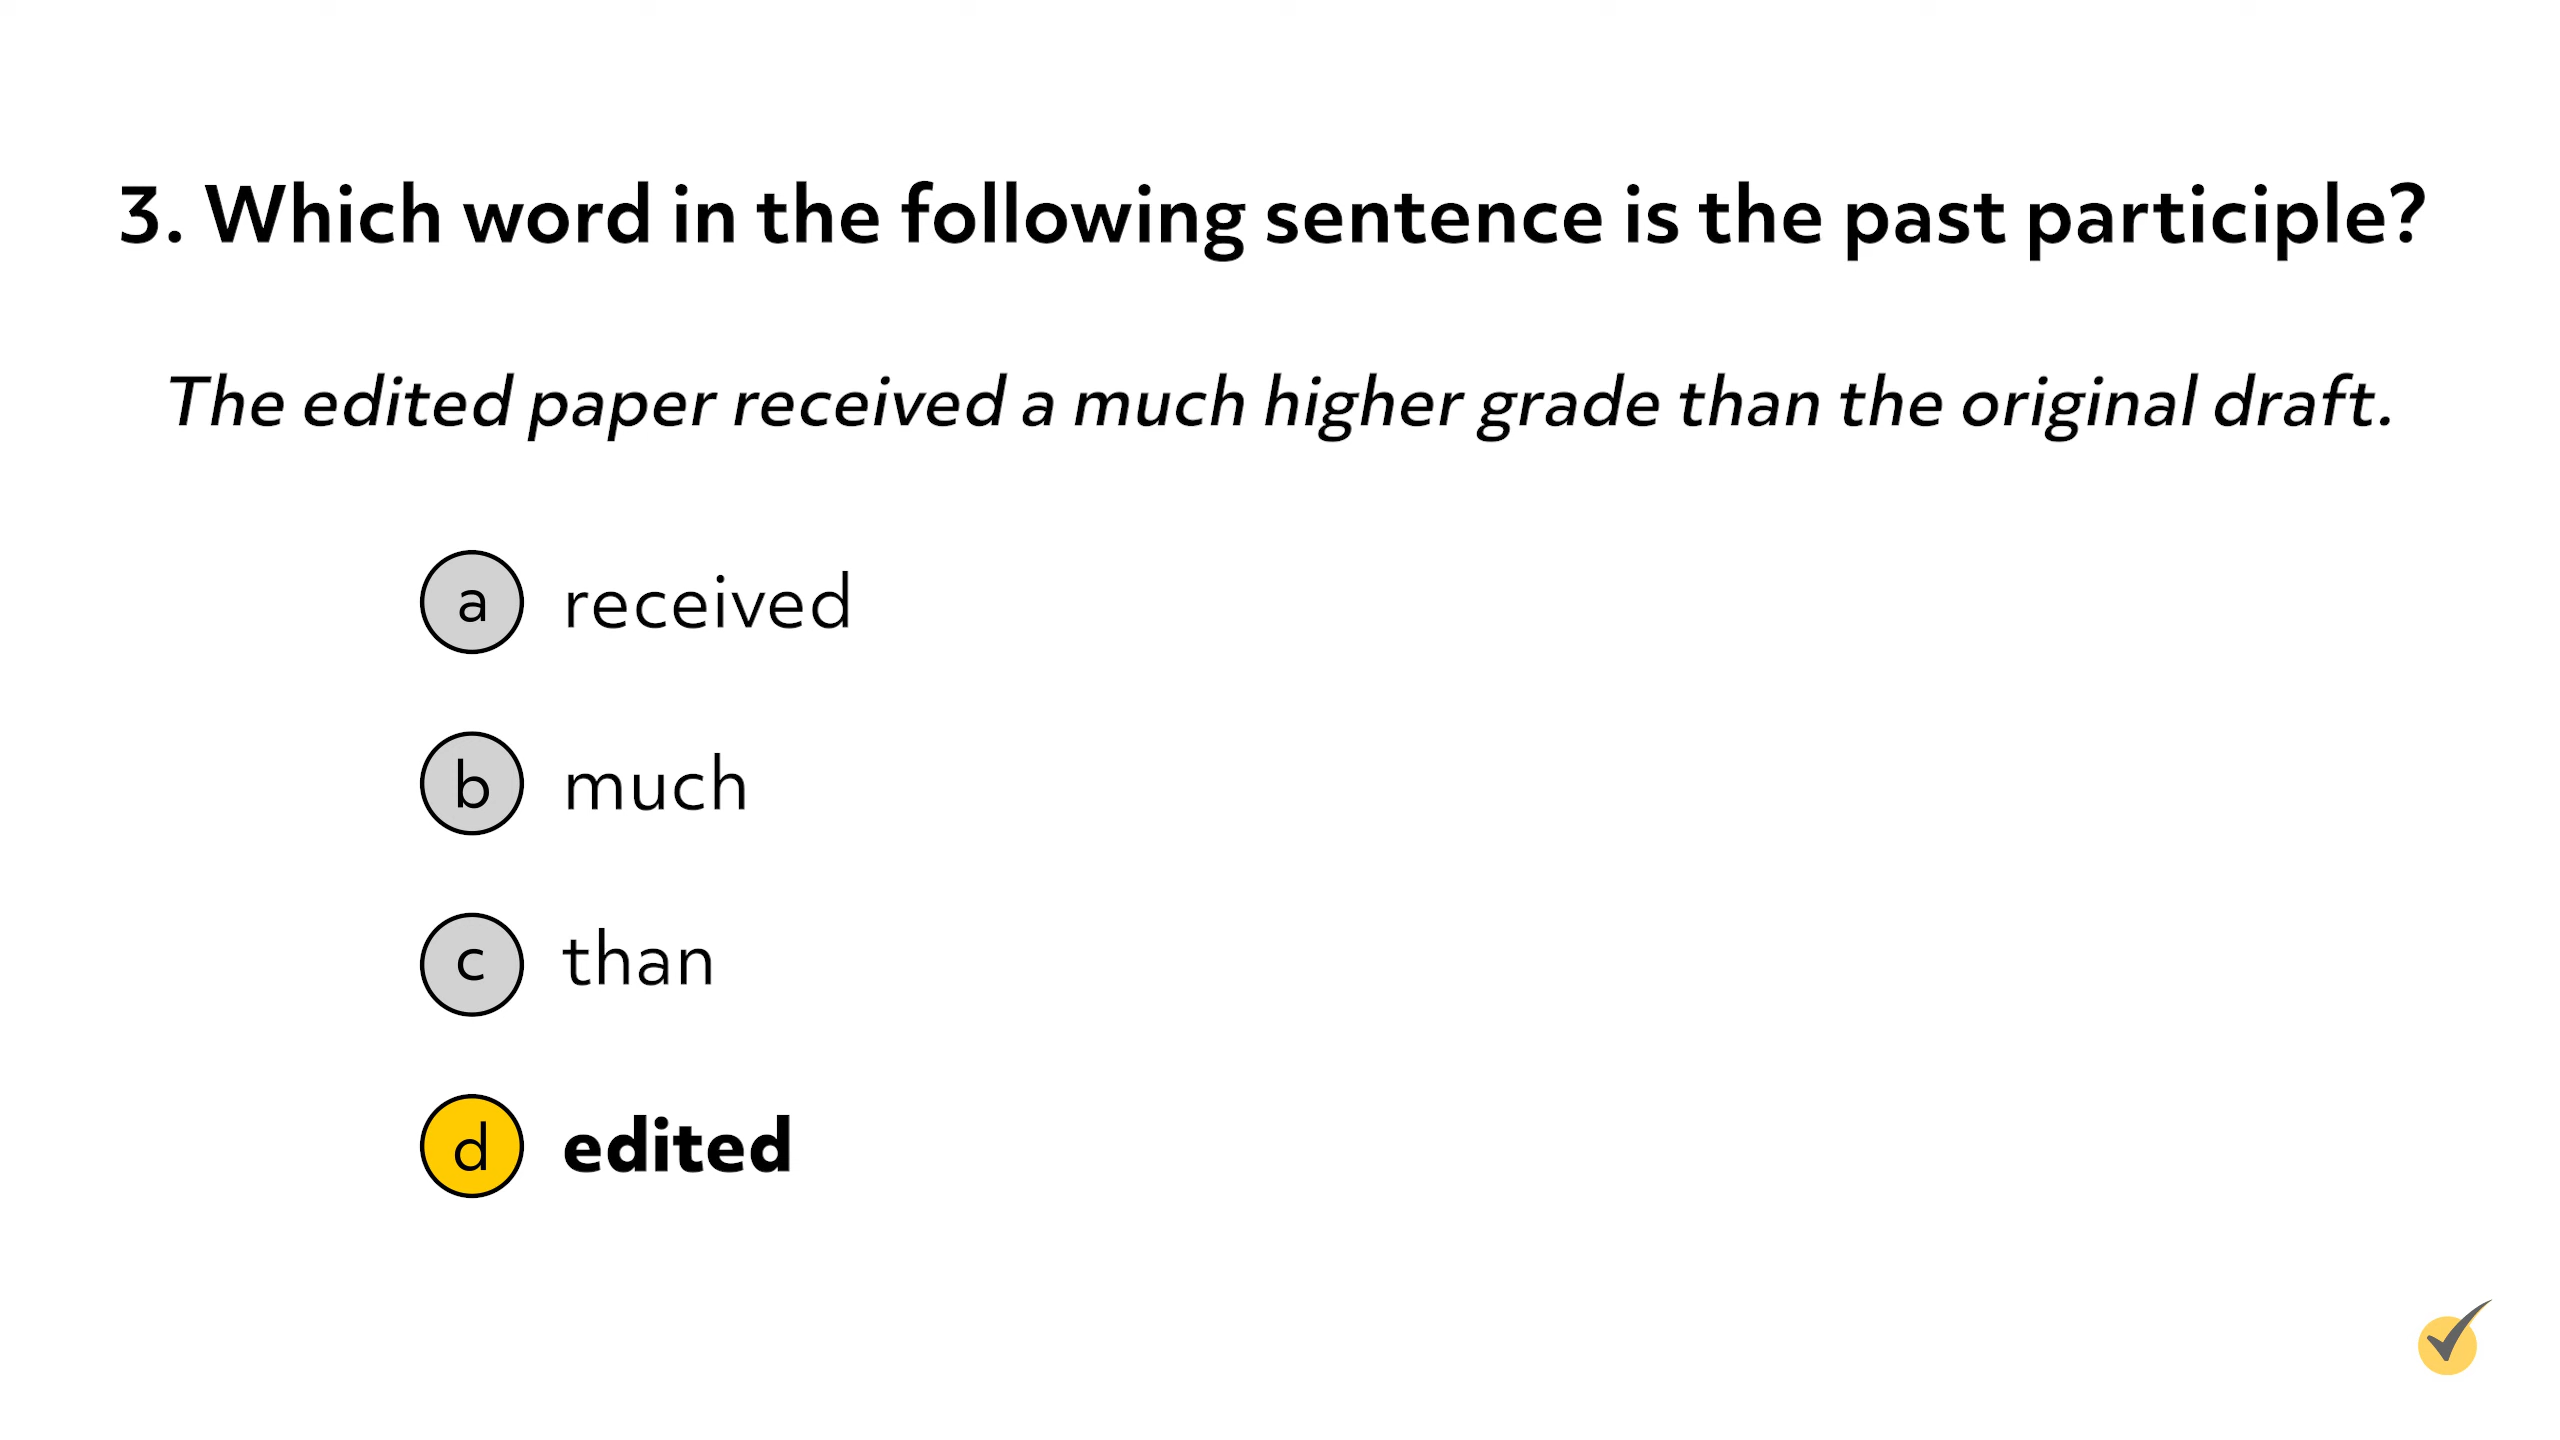 3. Which word in the following sentence is the past participle?
The edited paper received a much higher grade than the original draft.
a received
b much
c than
d edited